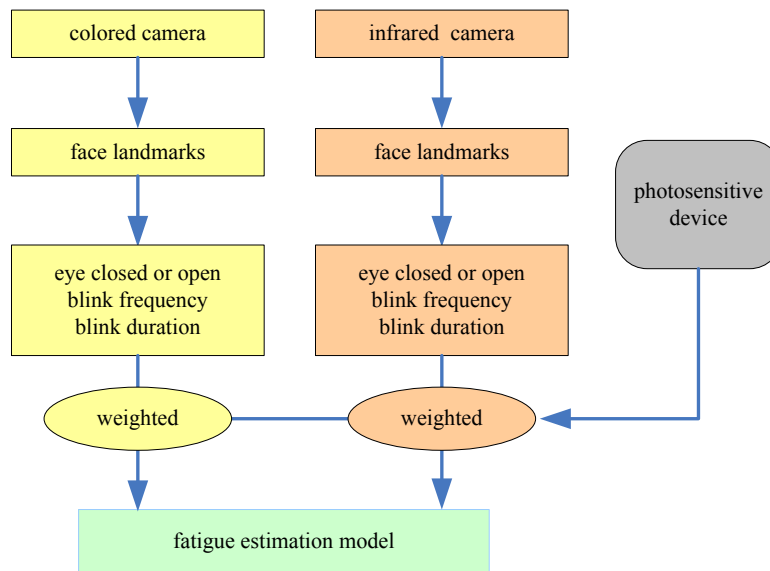 colored camera
infrared camera
face landmarks
face landmarks
photosensitive
device
eye closed or open
blink frequency
blink duration
eye closed or open
blink frequency
blink duration
weighted
weighted
fatigue estimation model